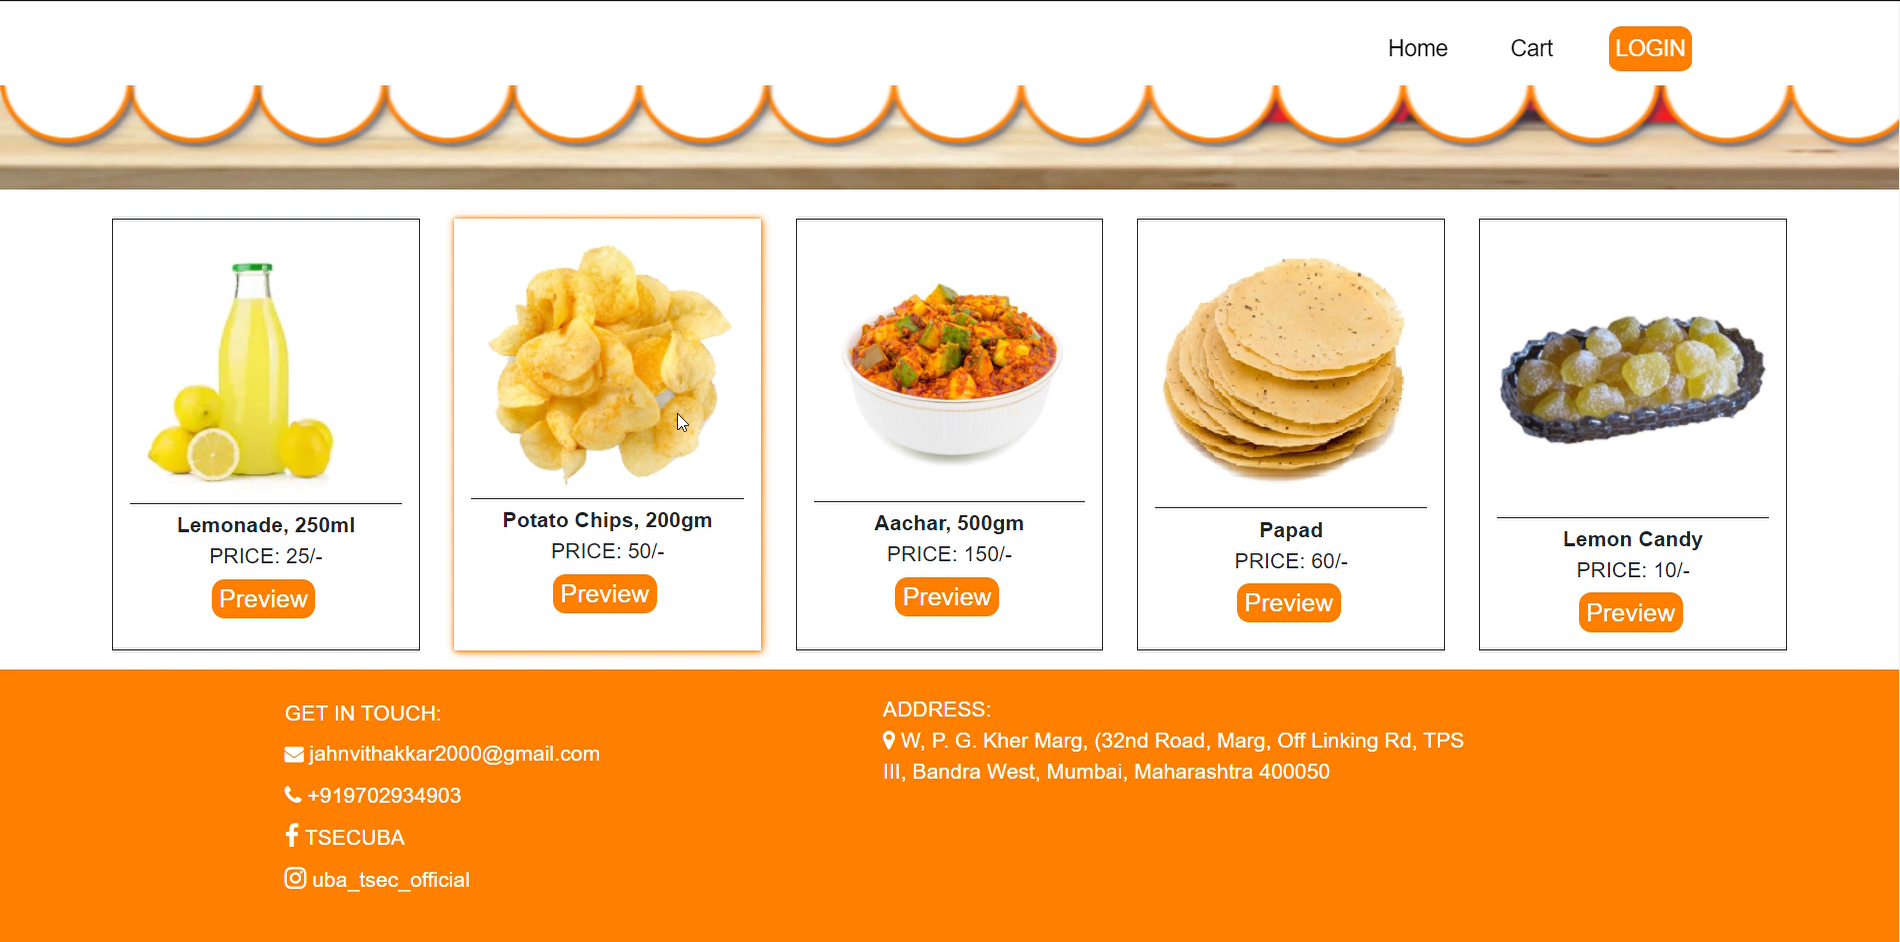 Home Cart LOGIN
Lemonade, 250ml
PRICE: 25/-
Preview
Potato Chips, 200gm
PRICE: 50/-
Preview
Aachar, 500gm
PRICE: 150/-
Preview
Papad
PRICE: 60/-
Preview
Lemon Candy
PRICE: 10/-
Preview
GET IN TOUCH:
jahnvithakkar2000@gmail.com
+919702934903
TSECUBA
uba_tsec_official
ADDRESS:
W, P. G. Kher Marg, (32nd Road, Marg, Off Linking Rd, TPS
III, Bandra West, Mumbai, Maharashtra 400050